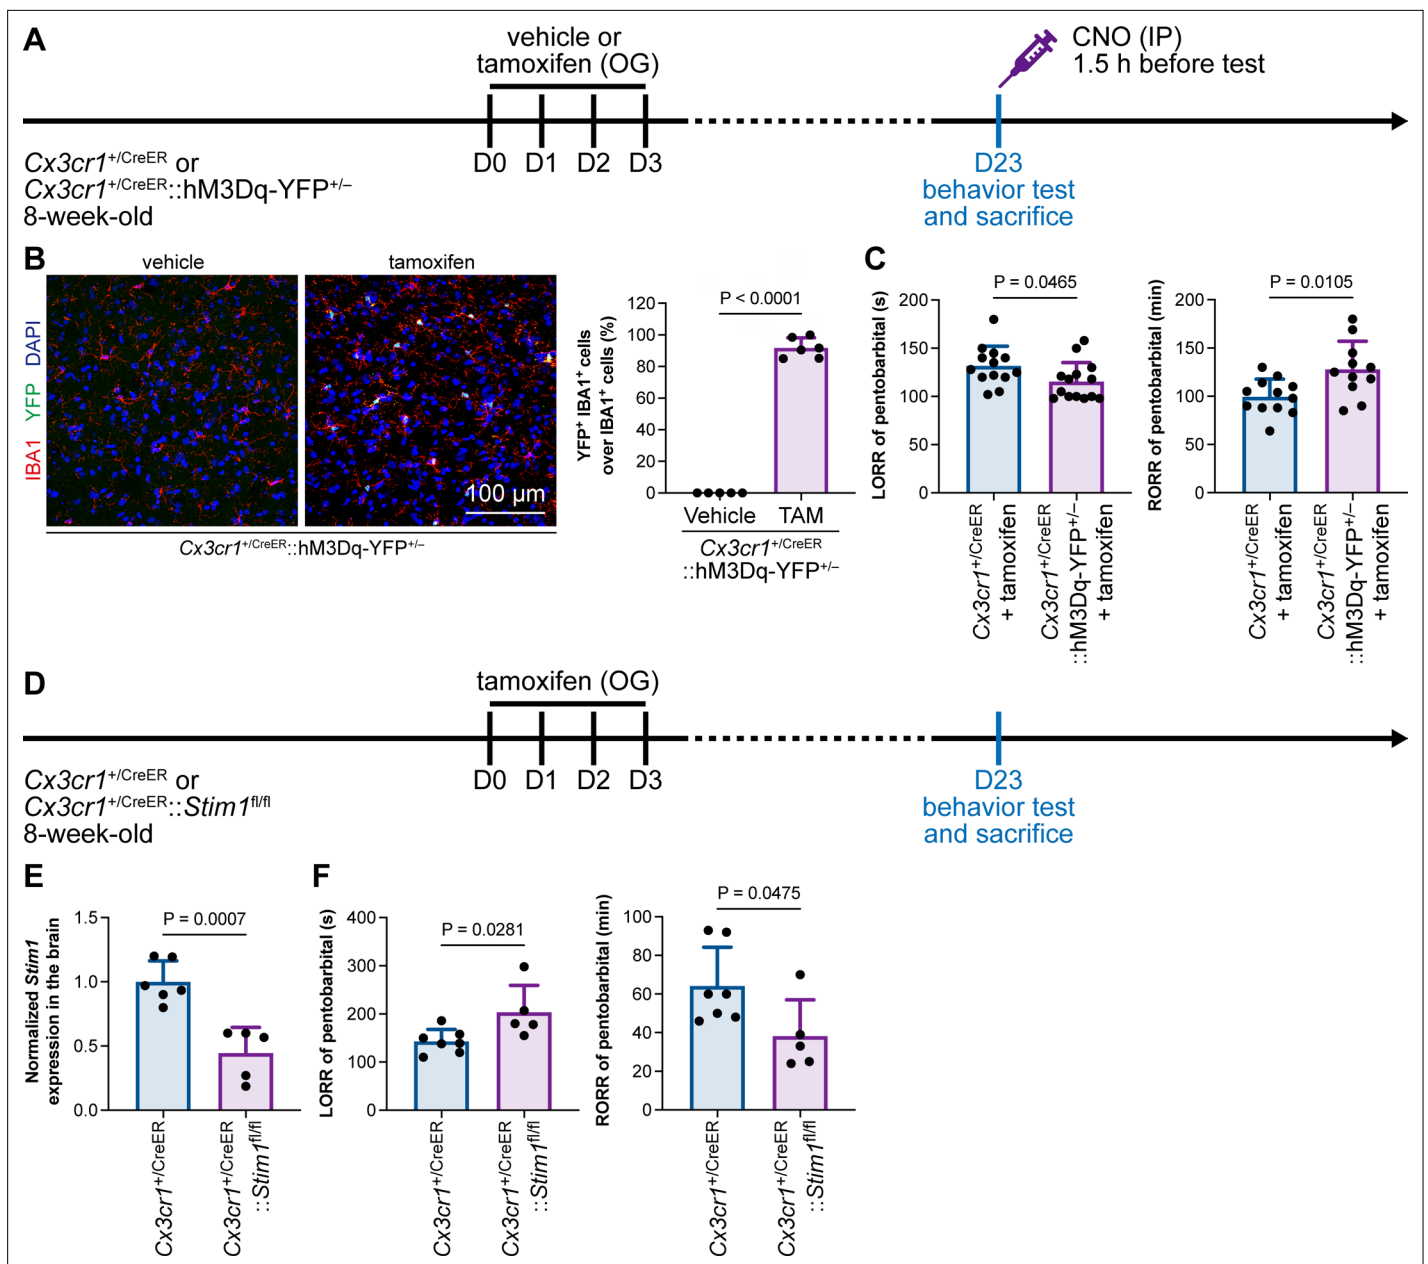 A
vehicle or
tamoxifen (OG)
CNO (IP)
1.5 h before test
D0 D1 D2 D3
D23
behavior test
and sacrifice
Cx3cr1+/CreER or
Cx3cr1+/CreER::hM3Dq-YFP+/–
8-week-old
B
vehicle
tamoxifen
IBA1 YFP DAPI
100 µm
Cx3cr1+/CreER::hM3Dq-YFP+/–
YFP+ IBA1+ cells
over IBA1+ cells (%)
120
100
80
60
40
20
0
P < 0.0001
Vehicle TAM
Cx3cr1+/CreER
::hM3Dq-YFP+/–
C
LORR of pentobarbital (s)
200
150
100
50
0
P = 0.0465
Cx3cr1+/CreER
+ tamoxifen
Cx3cr1+/CreER
::hM3Dq-YFP+/–
+ tamoxifen
RORR of pentobarbital (min)
200
150
100
50
0
P = 0.0105
Cx3cr1+/CreER
+ tamoxifen
Cx3cr1+/CreER
::hM3Dq-YFP+/–
+ tamoxifen
D
tamoxifen (OG)
D0 D1 D2 D3
D23
behavior test
and sacrifice
Cx3cr1+/CreER or
Cx3cr1+/CreER::Stim1fl/fl
8-week-old
E
Normalized Stim1
expression in the brain
1.5
1.0
0.5
0.0
P = 0.0007
Cx3cr1+/CreER
Cx3cr1+/CreER
::Stim1fl/fl
F
LORR of pentobarbital (s)
400
300
200
100
0
P = 0.0281
Cx3cr1+/CreER
Cx3cr1+/CreER
::Stim1fl/fl
RORR of pentobarbital (min)
100
80
60
40
20
0
P = 0.0475
Cx3cr1+/CreER
Cx3cr1+/CreER
::Stim1fl/fl